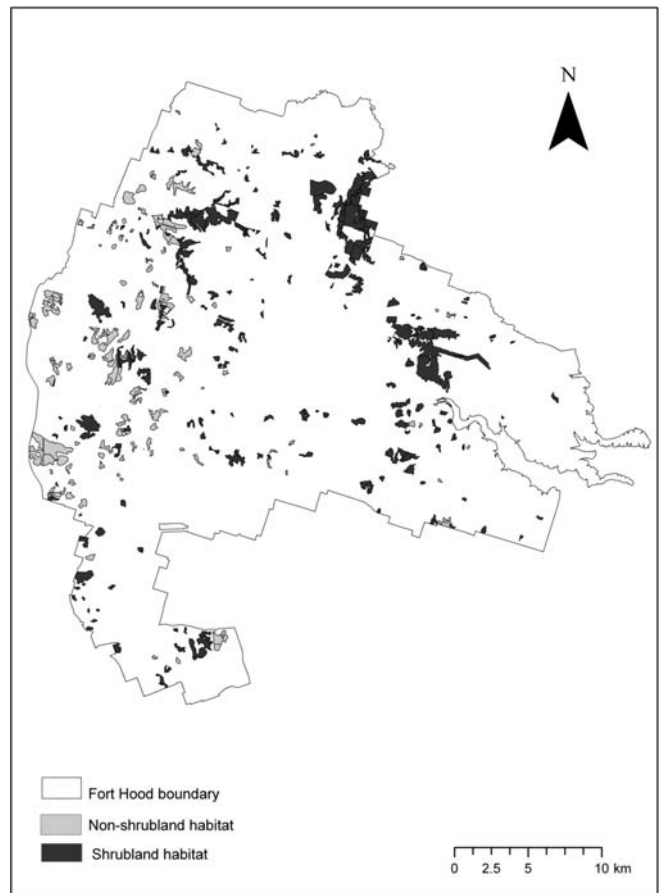 N
Fort Hood boundary
Non-shrubland habitat
Shrubland habitat
0 2.5 5 10 km